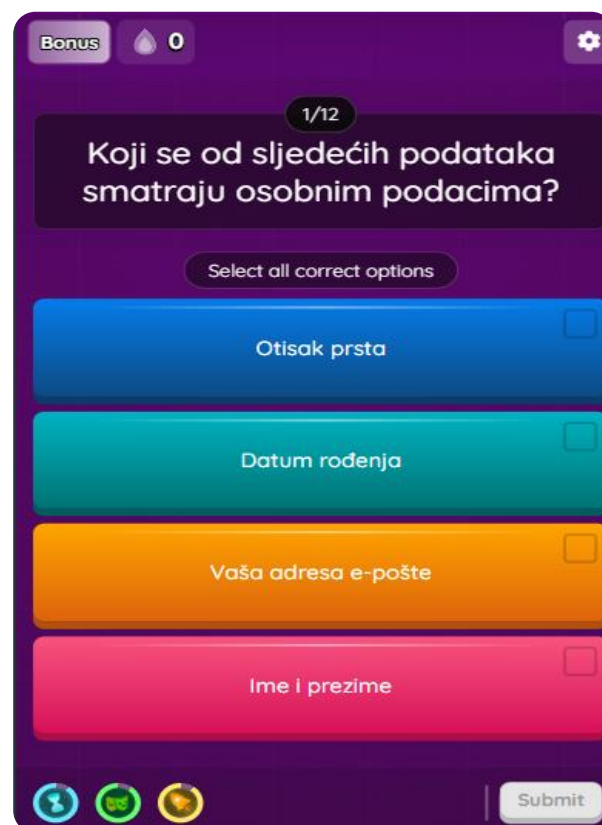 Bonus
0
1/12
Koji se od sljedećih podataka
smatraju osobnim podacima?
Select all correct options
Otisak prsta
Datum rođenja
Vaša adresa e-pošte
Ime i prezime
Submit